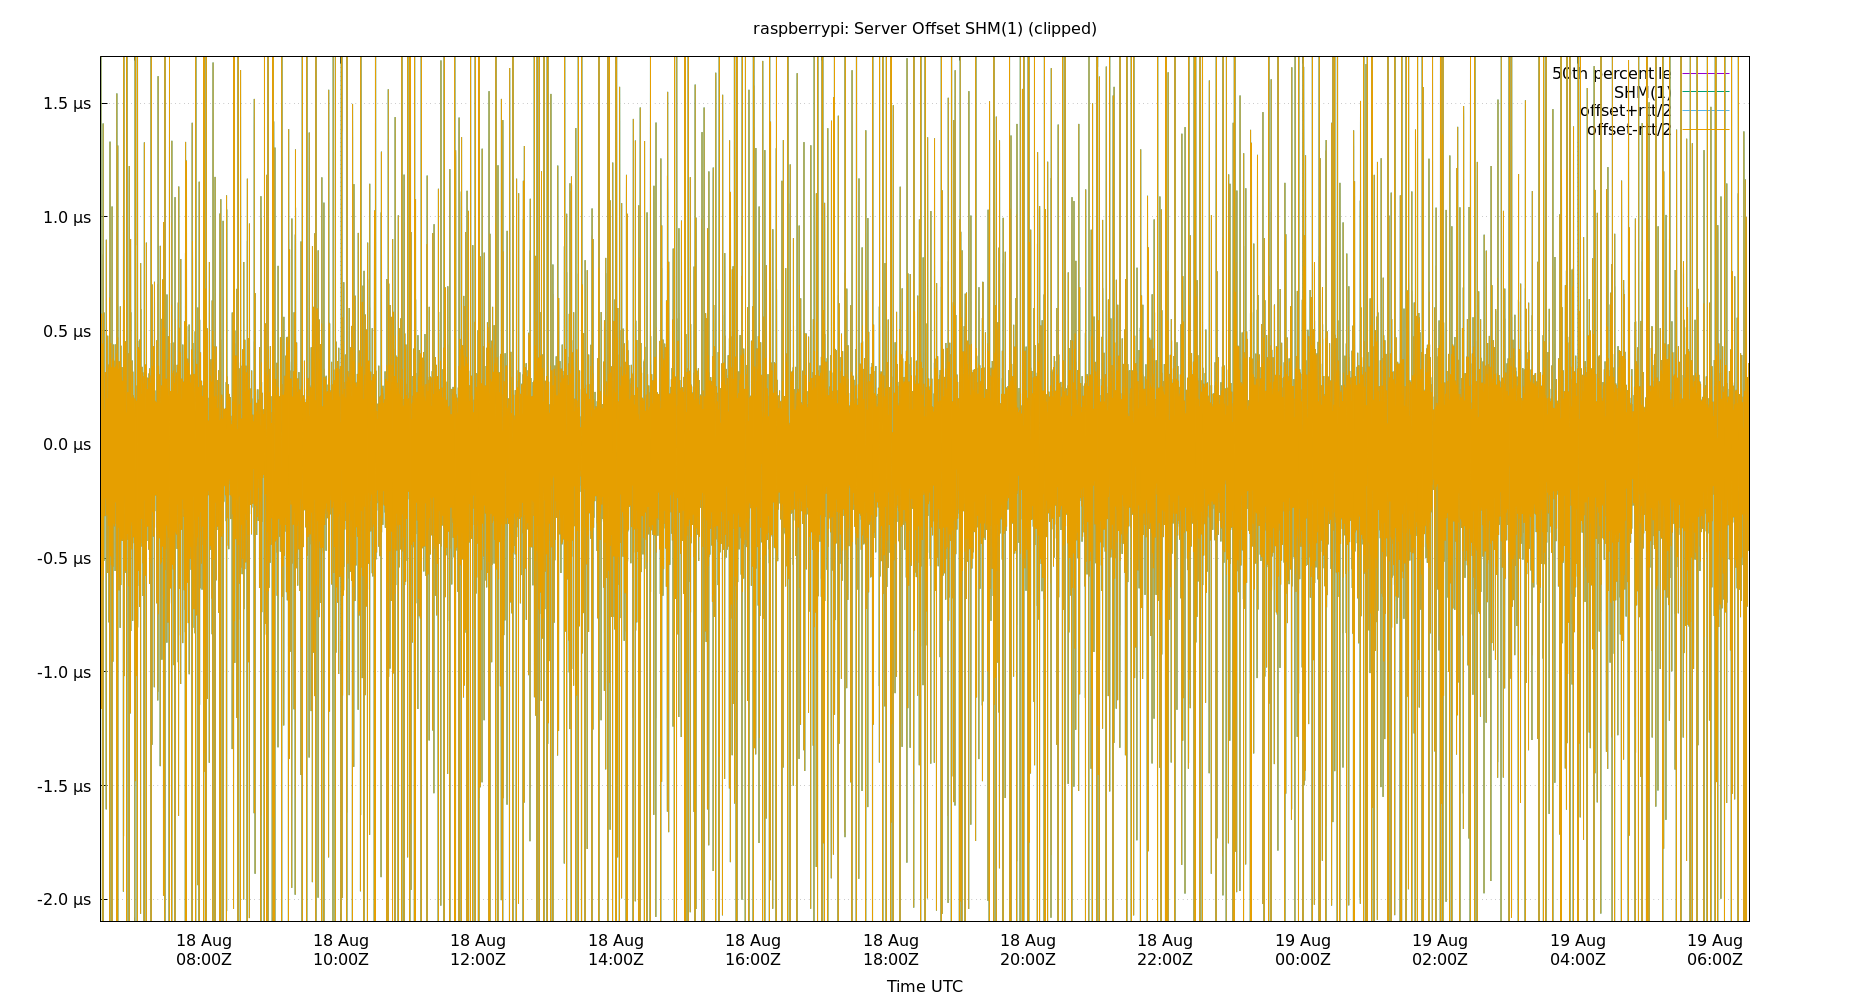 raspberrypi: Server Offset SHM(1) (clipped)
50th percentile
SHM(1)
offset+rtt/2
offset-rtt/2
1.5 µs
1.0 µs
0.5 µs
0.0 µs
-0.5 µs
-1.0 µs
-1.5 µs
-2.0 µs
18 Aug 18 Aug 18 Aug 18 Aug 18 Aug 18 Aug 18 Aug 18 Aug 19 Aug 19 Aug 19 Aug 19 Aug
08:00Z 10:00Z 12:00Z 14:00Z 16:00Z 18:00Z 20:00Z 22:00Z 00:00Z 02:00Z 04:00Z 06:00Z
Time UTC